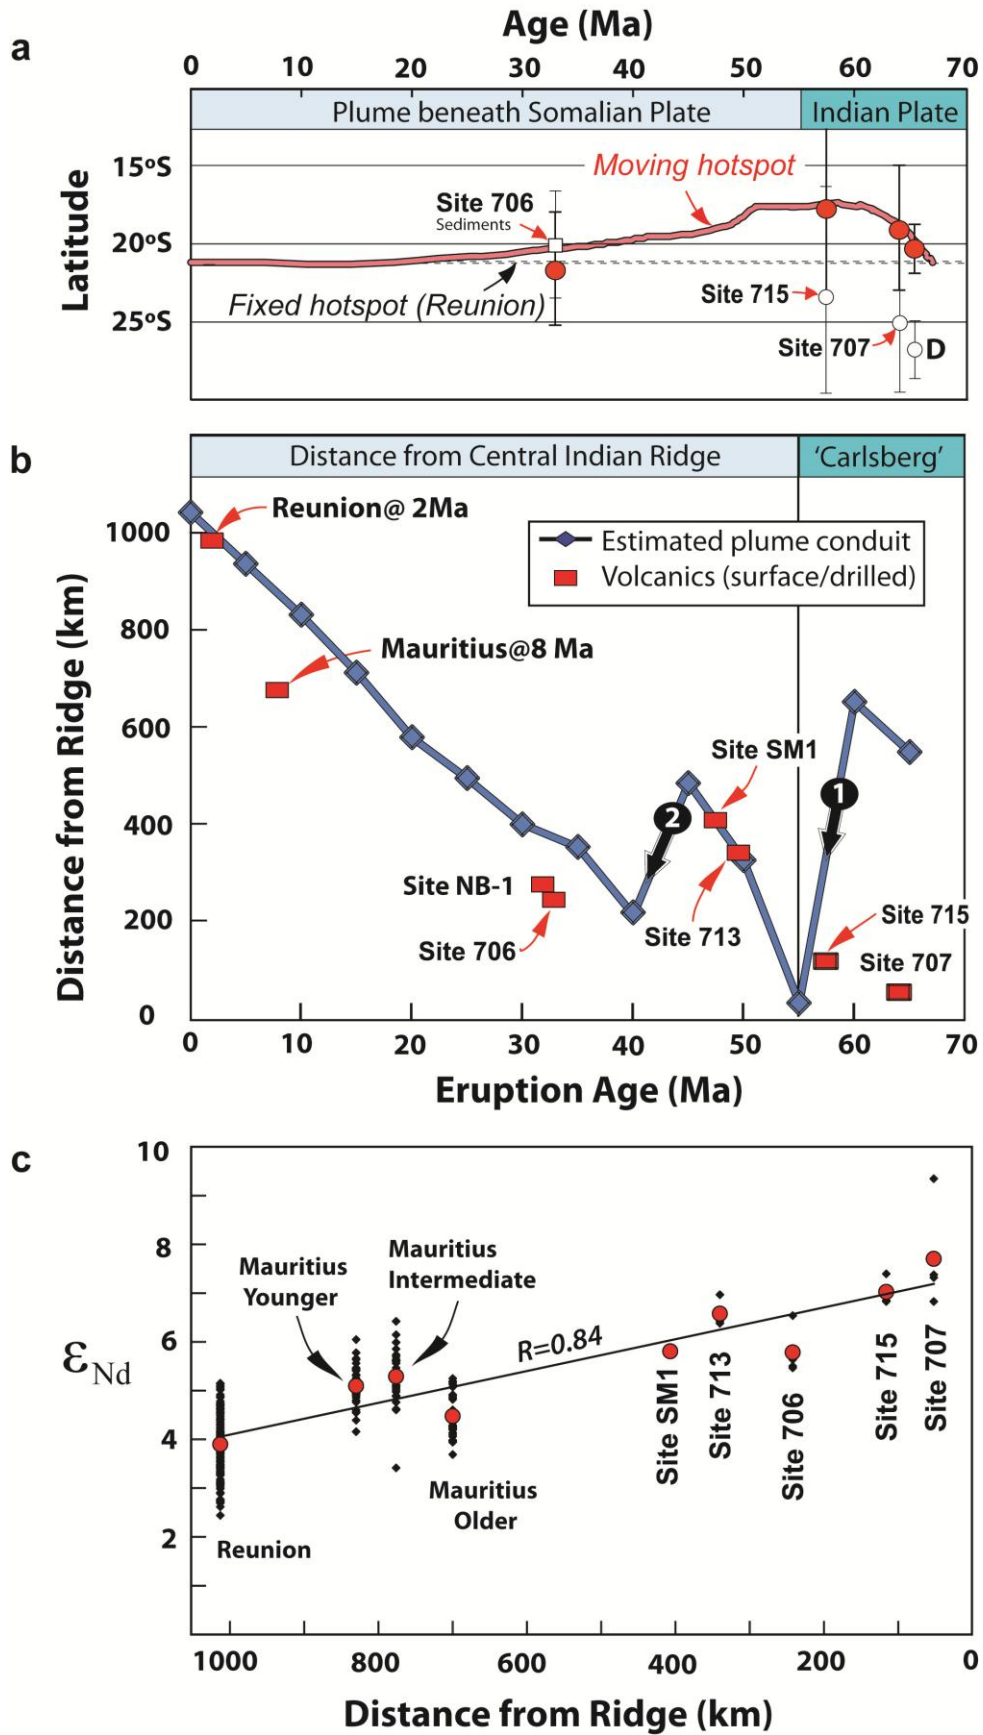 a
Age (Ma)
0 10 20 30 40 50 60 70
Plume beneath Somalian Plate
Indian Plate
Latitude
15ºS
20ºS
25ºS
Moving hotspot
Site 706
Sediments
Fixed hotspot (Reunion)
Site 715
Site 707
D
b
Distance from Central Indian Ridge
'Carlsberg'
Distance from Ridge (km)
1000
800
600
400
200
0
Reunion@ 2Ma
Estimated plume conduit
Volcanics (surface/drilled)
Mauritius@8 Ma
Site SM1
1
2
Site NB-1
Site 706
Site 713
Site 715
Site 707
0 10 20 30 40 50 60 70
Eruption Age (Ma)
c
10
8
6
4
2
εNd
Mauritius
Younger
Mauritius
Intermediate
R=0.84
Mauritius
Older
Reunion
Site SM1
Site 713
Site 706
Site 715
Site 707
1000 800 600 400 200 0
Distance from Ridge (km)